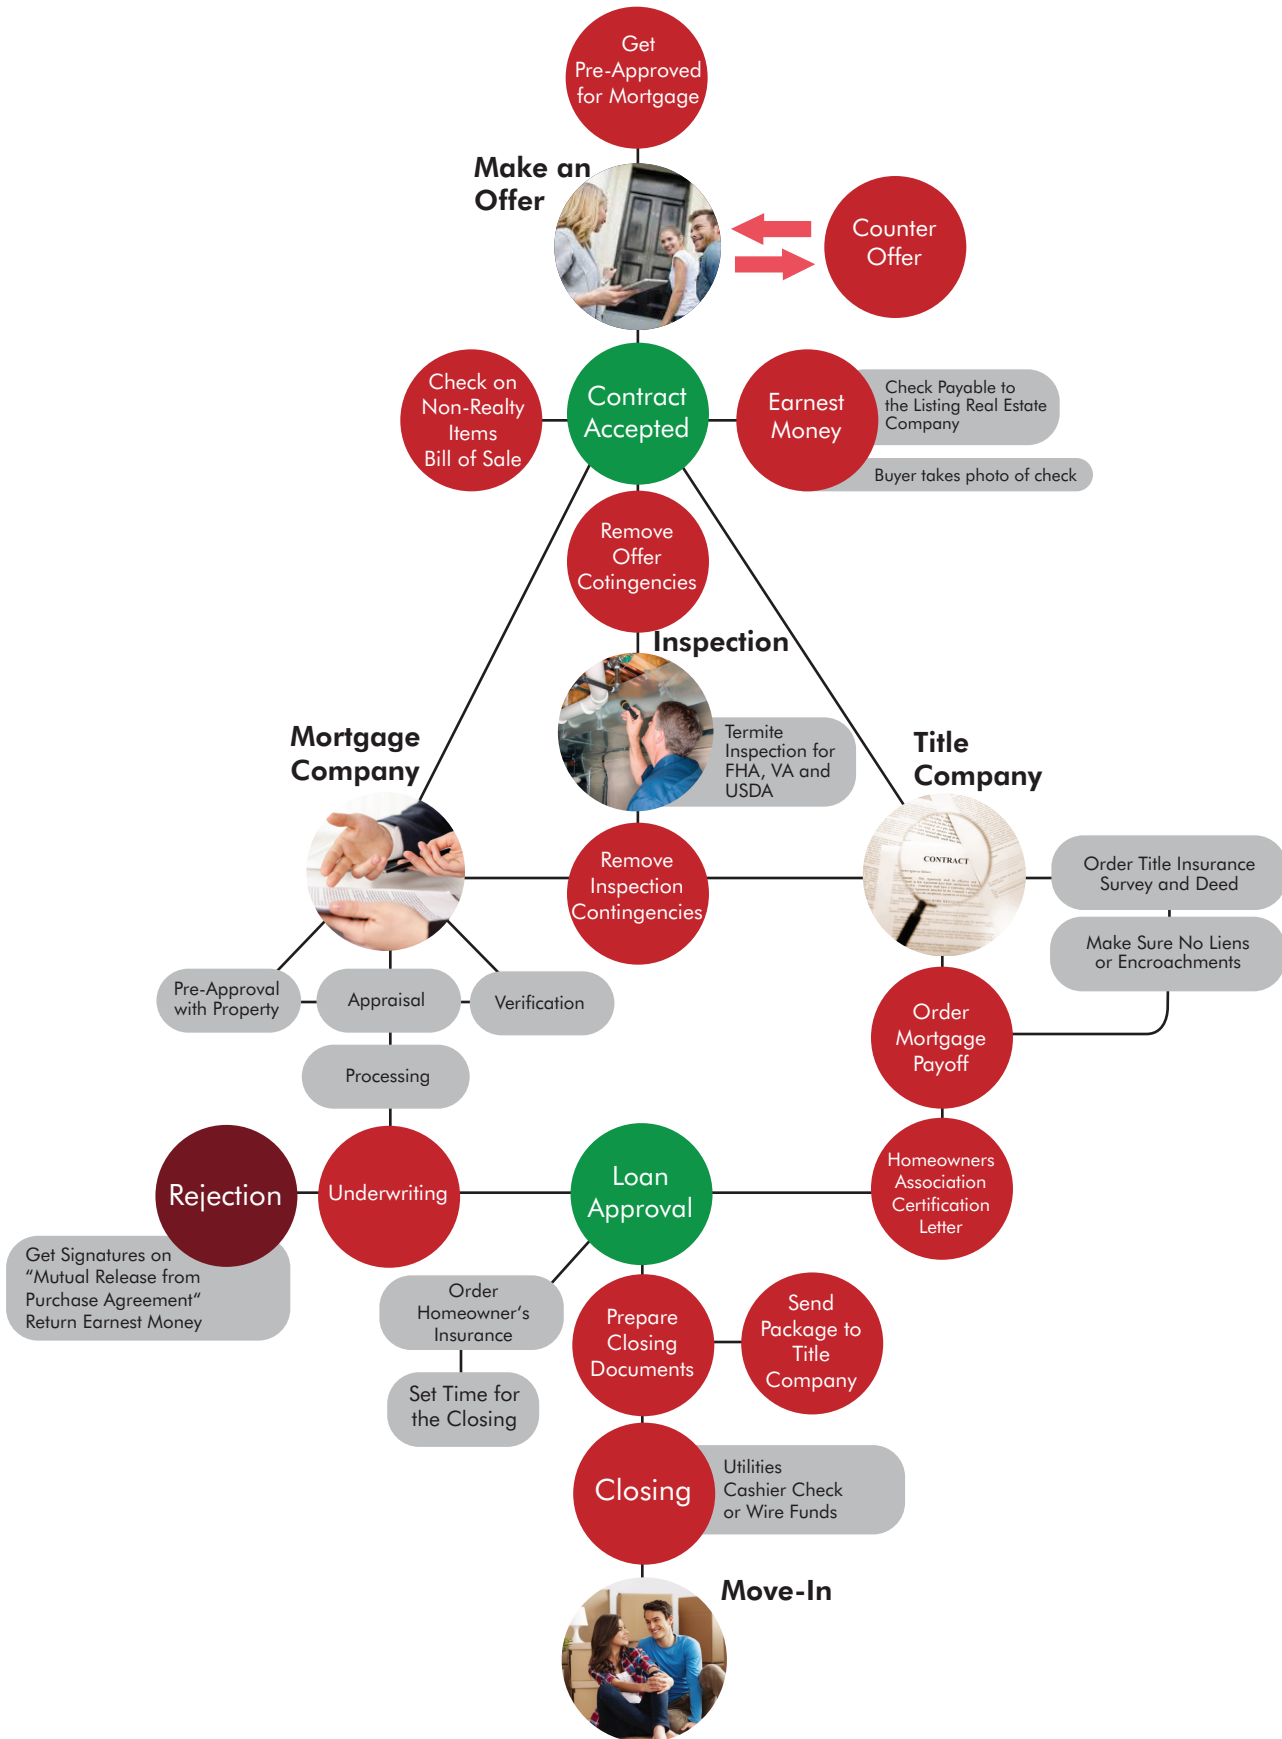 Get
Pre-Approved
for Mortgage
Make an
Offer
Counter
Offer
Check on
Non-Realty
Items
Bill of Sale
Contract
Accepted
Earnest
Money
Check Payable to
the Listing Real Estate
Company
Buyer takes photo of check
Remove
Offer
Cotingencies
Inspection
Termite
Inspection for
FHA, VA and
USDA
Mortgage
Company
Title
Company
CONTRACT
Remove
Inspection
Contingencies
Order Title Insurance
Survey and Deed
Make Sure No Liens
or Encroachments
Pre-Approval
with Property
Appraisal
Verification
Order
Mortgage
Payoff
Processing
Rejection
Underwriting
Loan
Approval
Homeowners
Association
Certification
Letter
Get Signatures on
“Mutual Release from
Purchase Agreement“
Return Earnest Money
Order
Homeowner's
Insurance
Set Time for
the Closing
Prepare
Closing
Documents
Send
Package to
Title
Company
Closing
Utilities
Cashier Check
or Wire Funds
Move-In